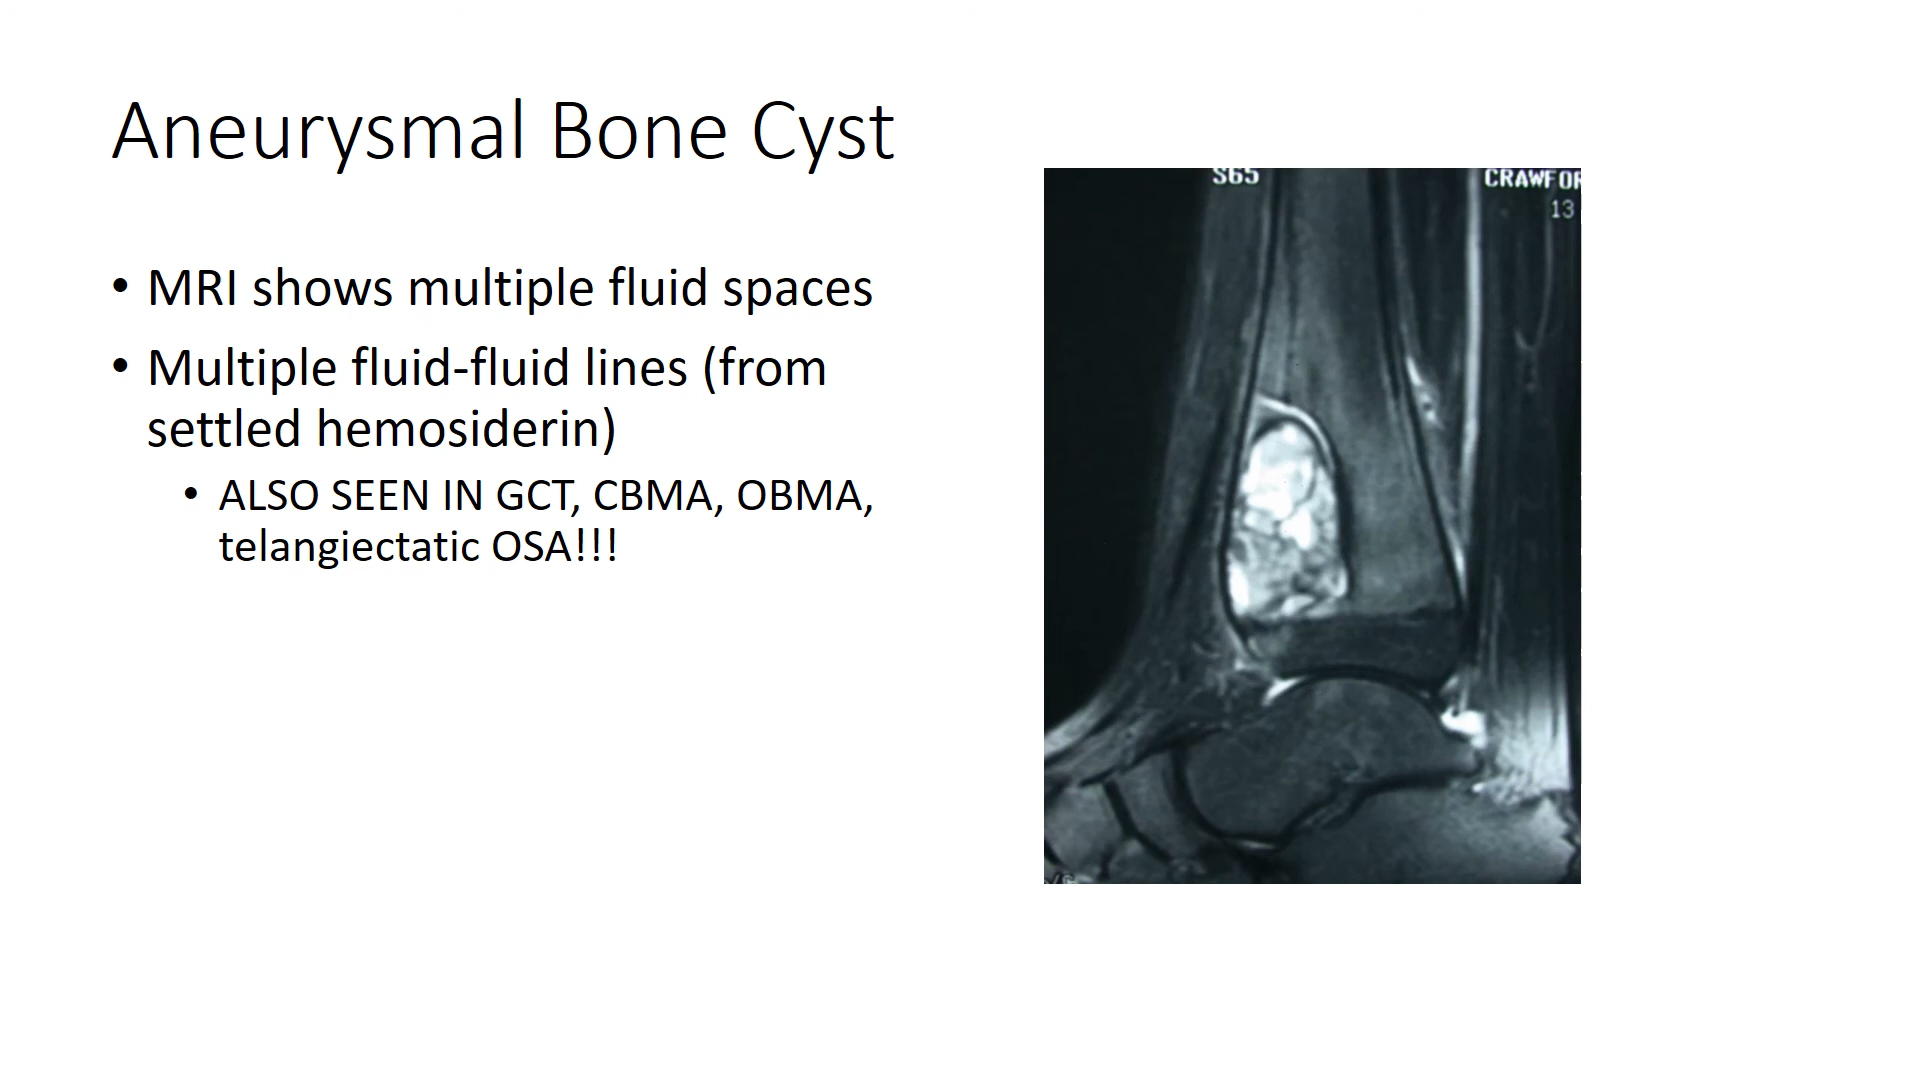 Aneurysmal Bone Cyst
• MRI shows multiple fluid spaces
• Multiple fluid-fluid lines (from
settled hemosiderin)
• ALSO SEEN IN GCT, CBMA, OBMA,
telangiectatic OSA!!!
S65
CRAWFOR
13